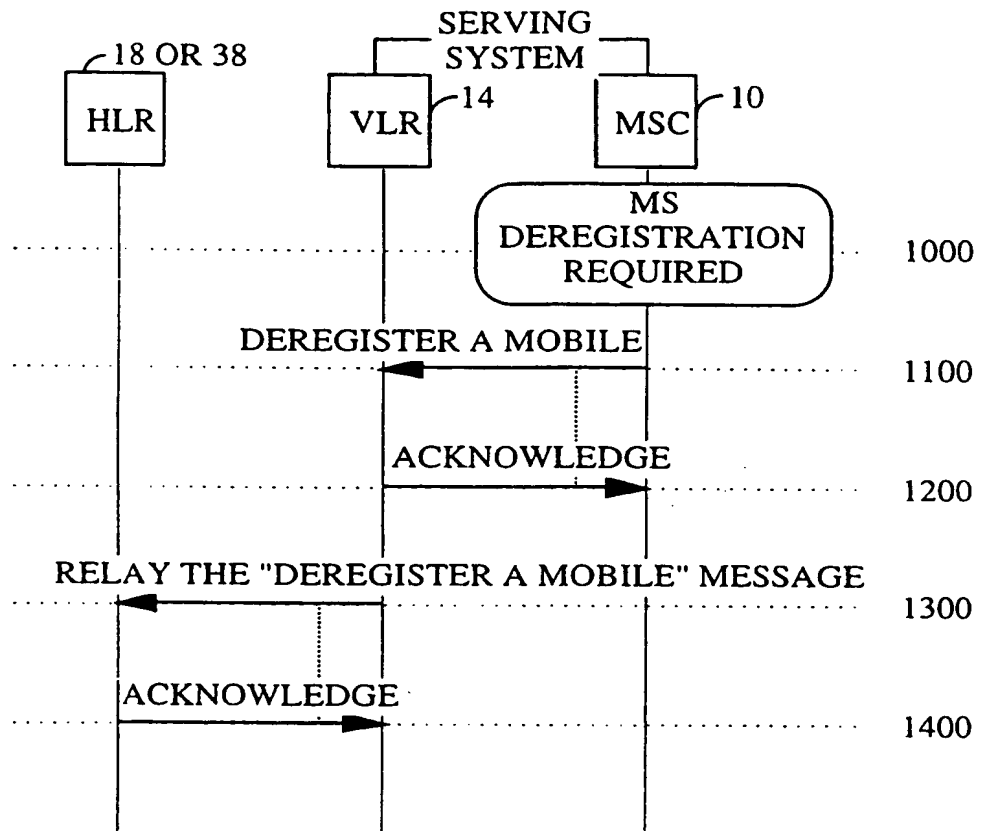 SERVING
SYSTEM
18 OR 38
14
10
HLR
VLR
MSC
MS
DEREGISTRATION
REQUIRED
1000
DEREGISTER A MOBILE
1100
ACKNOWLEDGE
1200
RELAY THE "DEREGISTER A MOBILE" MESSAGE
1300
ACKNOWLEDGE
1400